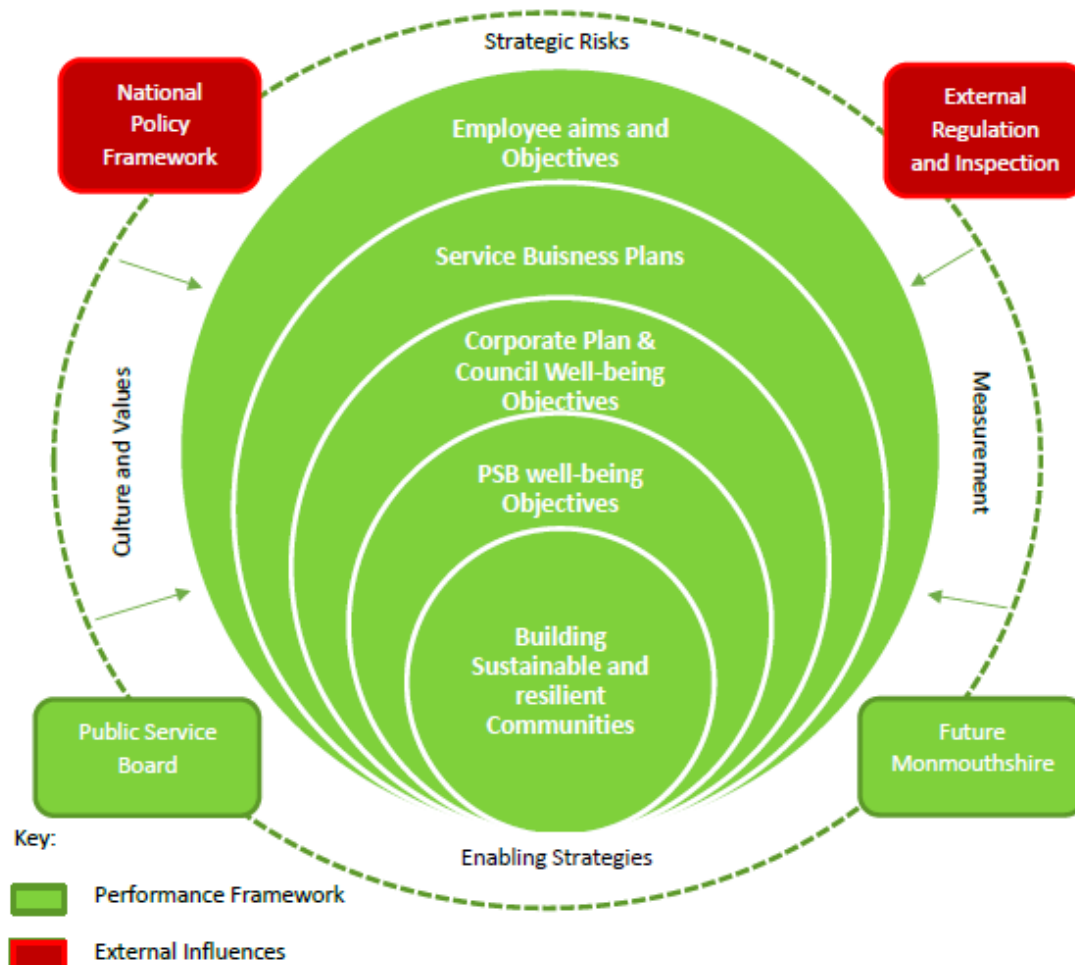 Strategic Risks
National
Policy
Framework
External
Regulation
and Inspection
Employee aims and
Objectives
Service Buisness Plans
Corporate Plan &
Council Well-being
Objectives
Culture and Values
Measurement
PSB well-being
Objectives
Building
Sustainable and
resilient
Communities
Public Service
Board
Future
Monmouthshire
Enabling Strategies
Key:
Performance Framework
External Influences